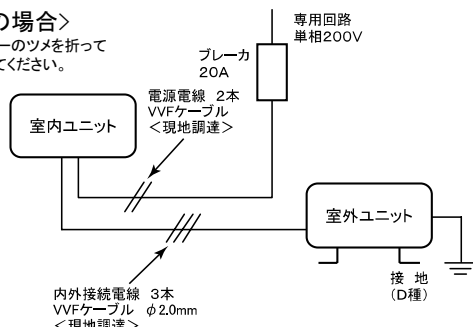 の場合>
ーのツメを折って
てください。
専用回路
単相200V
ブレーカ
20A
電源電線 2本
VVFケーブル
<現地調達>
室内ユニット
室外ユニット
接 地
(D種)
内外接続電線 3本
VVFケーブル φ2.0mm
<現地調達>